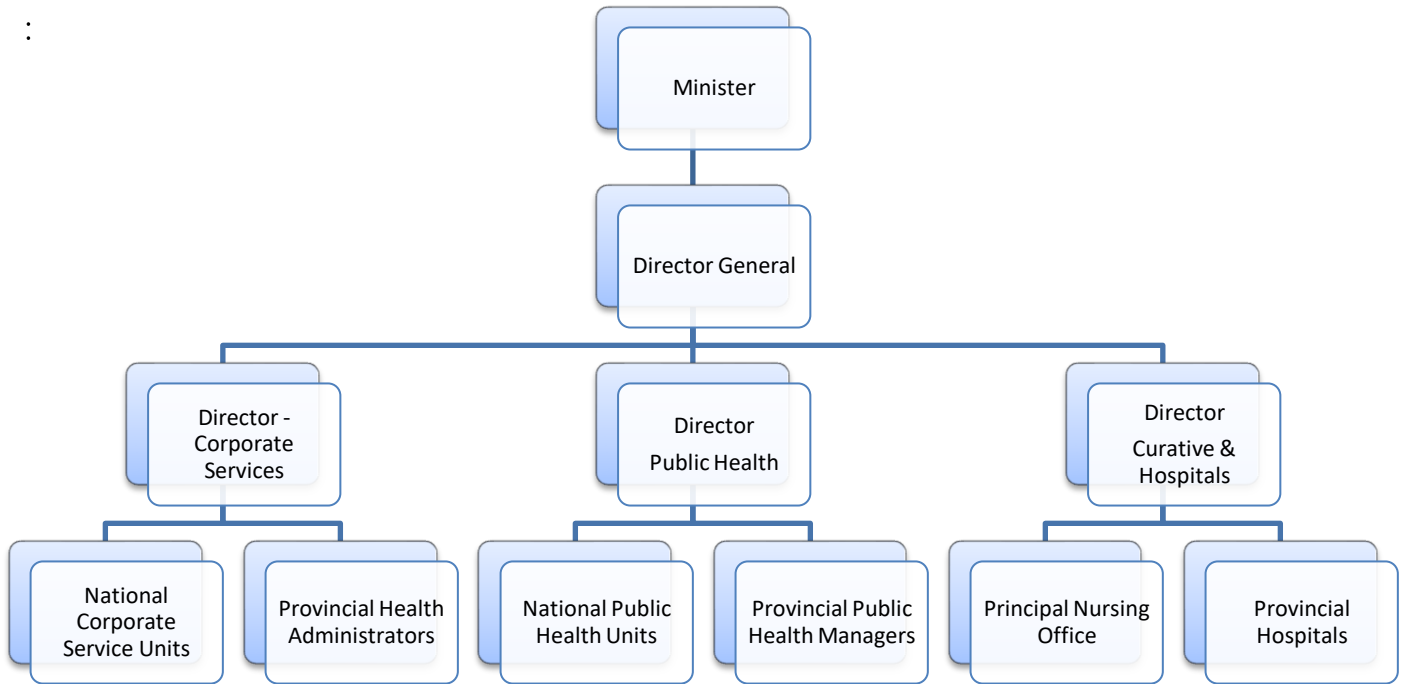 :
Minister
Director General
Director -
Corporate
Services
Director
Public Health
Director
Curative &
Hospitals
National
Corporate
Service Units
Provincial Health
Administrators
National Public
Health Units
Provincial Public
Health Managers
Principal Nursing
Office
Provincial
Hospitals